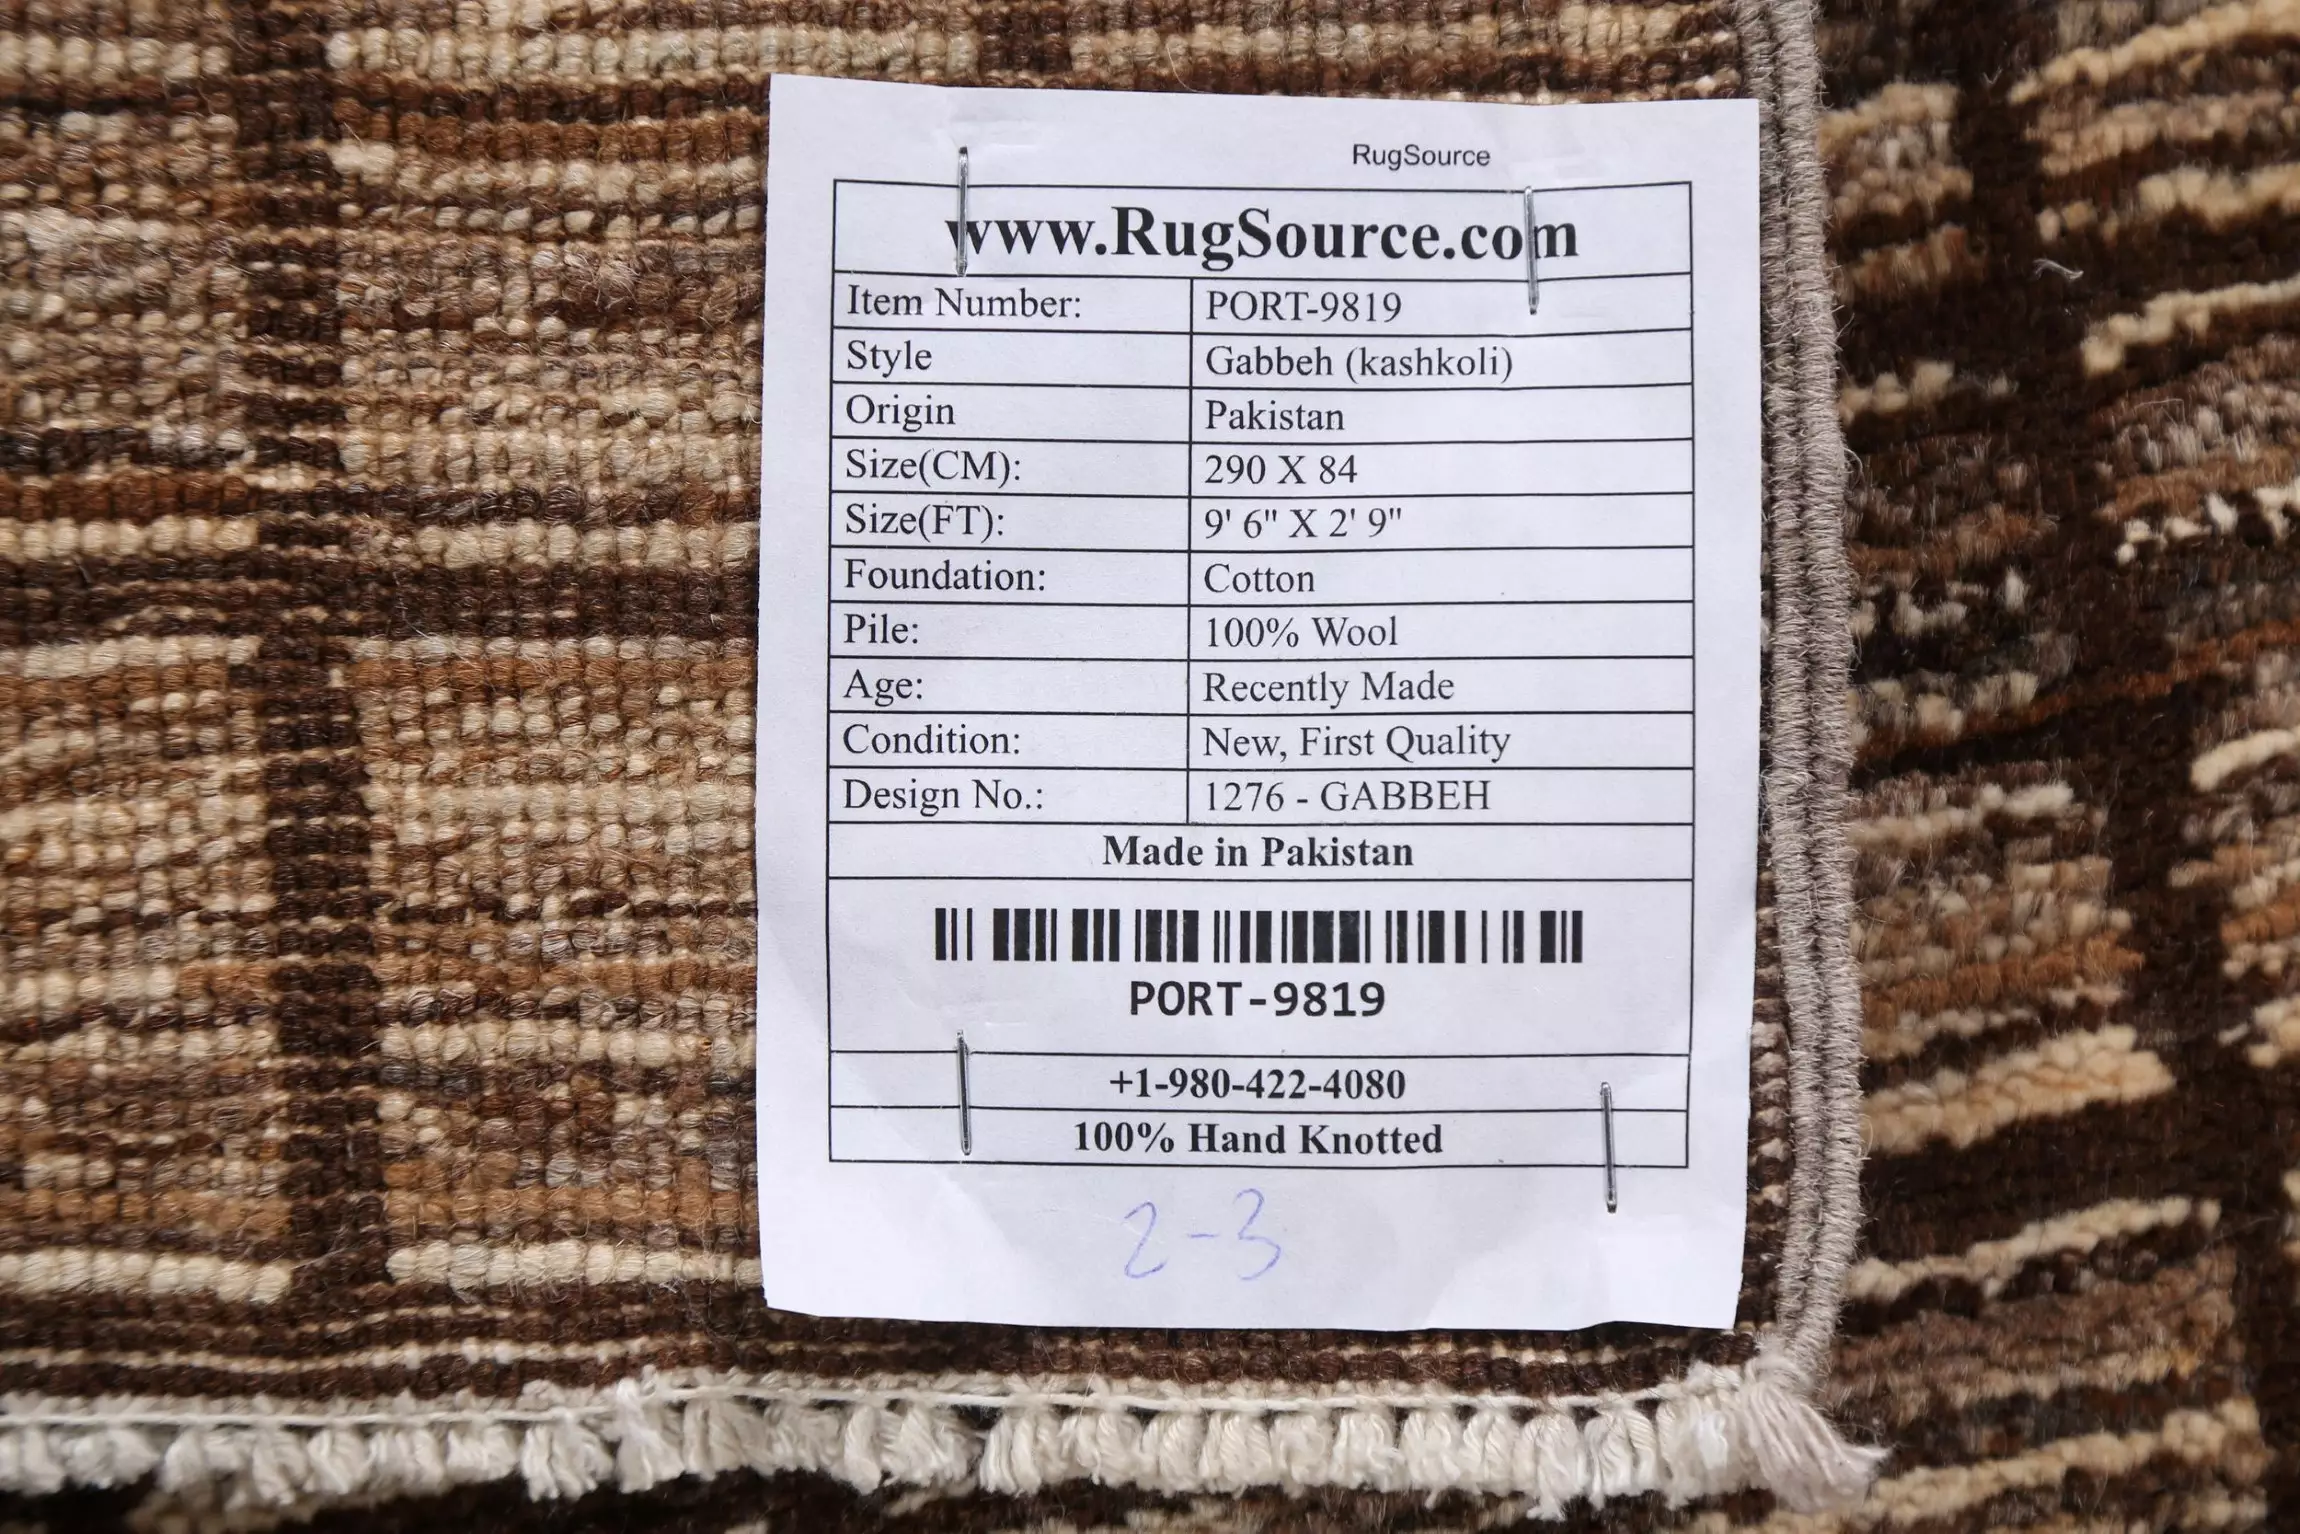 RugSource
www.RugSource.com
Item Number: PORT-9819
Style Gabbeh (kashkoli)
Origin Pakistan
Size(CM): 290 X 84
Size(FT): 9' 6" X 2' 9"
Foundation: Cotton
Pile: 100% Wool
Age: Recently Made
Condition: New, First Quality
Design No.: 1276 - GABBEH
Made in Pakistan
PORT-9819
+1-980-422-4080
100% Hand Knotted
2-3